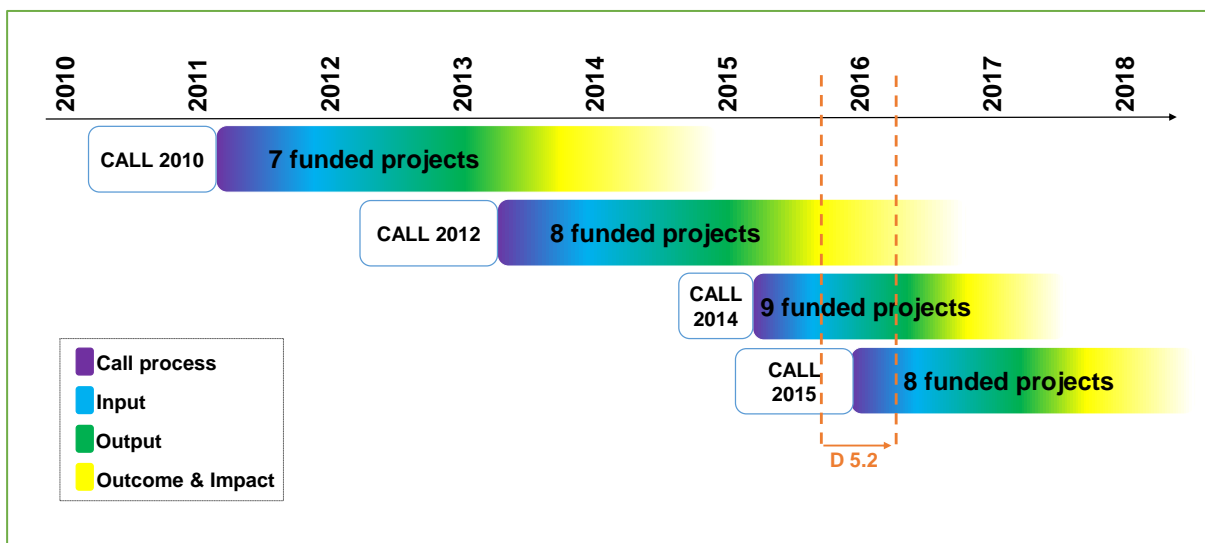 2010 2011 2012 2013 2014 2015 2016 2017 2018
CALL 2010
7 funded projects
CALL 2012
8 funded projects
CALL
2014
9 funded projects
CALL
2015
8 funded projects
Call process
Input
Output
Outcome & Impact
D 5.2